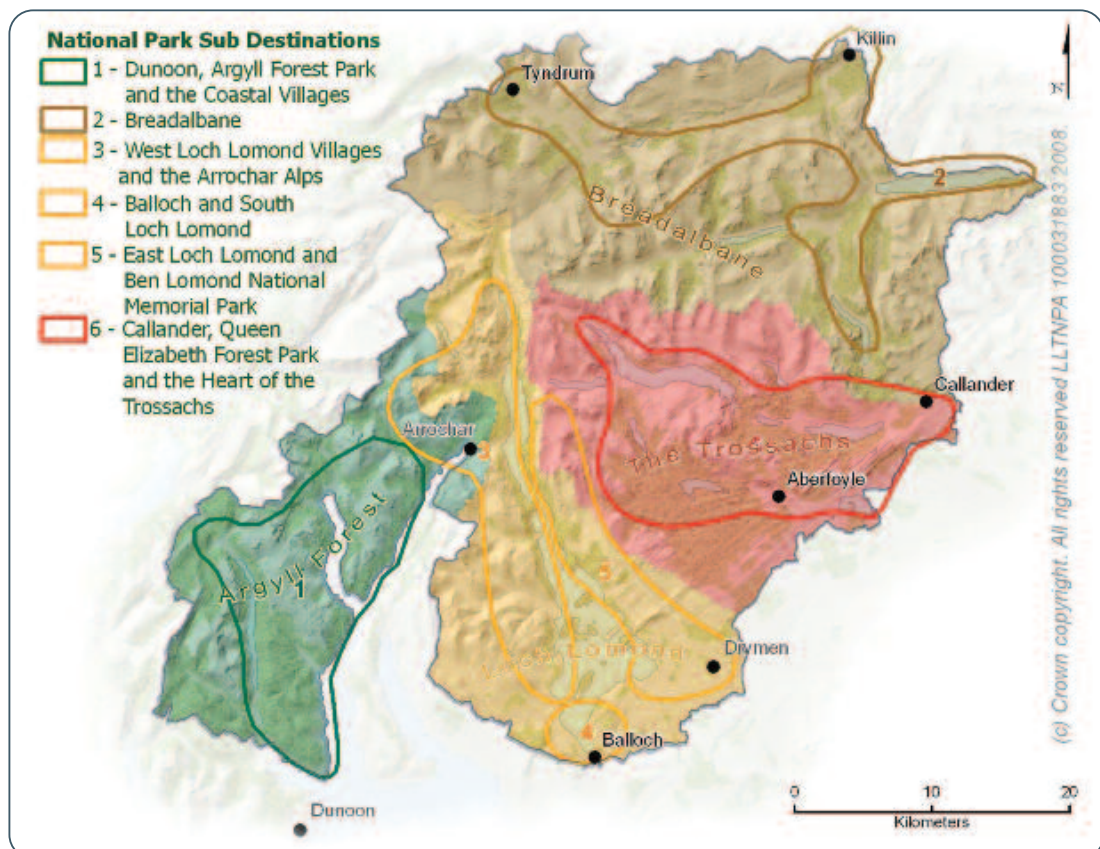 National Park Sub Destinations
1 - Dunoon, Argyll Forest Park
and the Coastal Villages
2 - Breadalbane
3 - West Loch Lomond Villages
and the Arrochar Alps
4 - Balloch and South
Loch Lomond
5 - East Loch Lomond and
Ben Lomond National
Memorial Park
6 - Callander, Queen
Elizabeth Forest Park
and the Heart of the
Trossachs
Killin
Tyndrum
N
2
Breadalbane
Callander
Arrochar
3
The Trossachs
6
Aberfoyle
Argyll Forest
1
5
Loch Lomond
Drymen
4
Balloch
Dunoon
0 10 20
Kilometers
(c) Crown copyright. All rights reserved LLTNPA 100031883 2008.